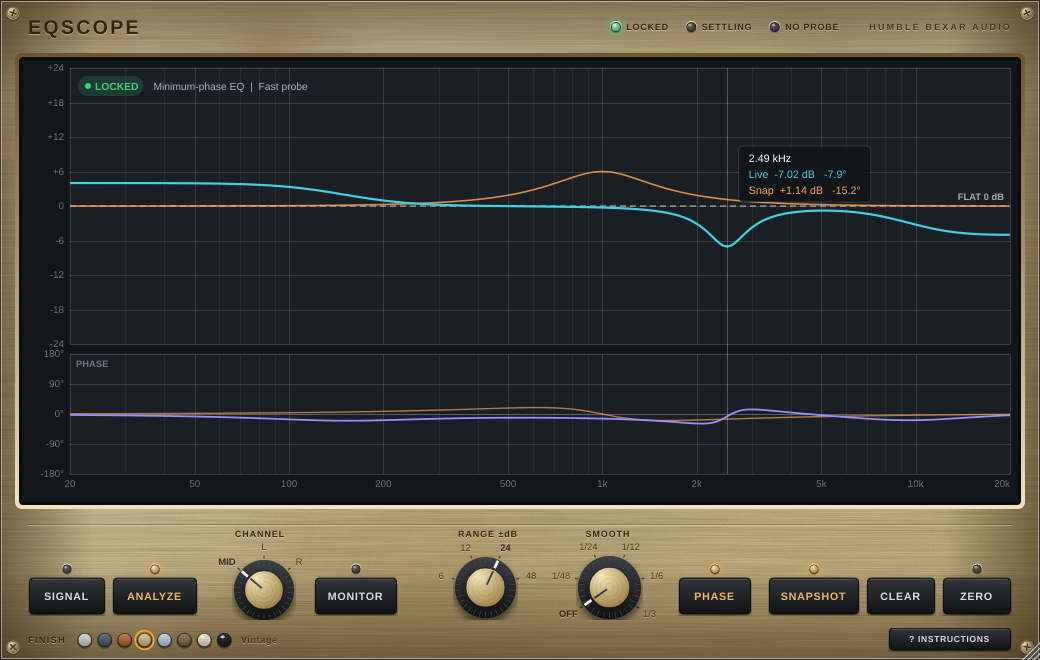 EQSCOPE
LOCKED SETTLING NO PROBE HUMBLE BEXAR AUDIO
+24
LOCKED Minimum-phase EQ | Fast probe
+18
+12
2.49 kHz
+6
Live -7.02 dB -7.9°
Snap +1.14 dB -15.2°
FLAT 0 dB
0
-6
-12
-18
-24
180°
PHASE
90°
0°
-90°
-180°
20 50 100 200 500 1k 2k 5k 10k 20k
CHANNEL RANGE ±dB SMOOTH
L 12 24 1/24 1/12
MID R 6 48 1/48 1/6
SIGNAL ANALYZE MONITOR PHASE SNAPSHOT CLEAR ZERO
OFF 1/3
FINISH Vintage ? INSTRUCTIONS